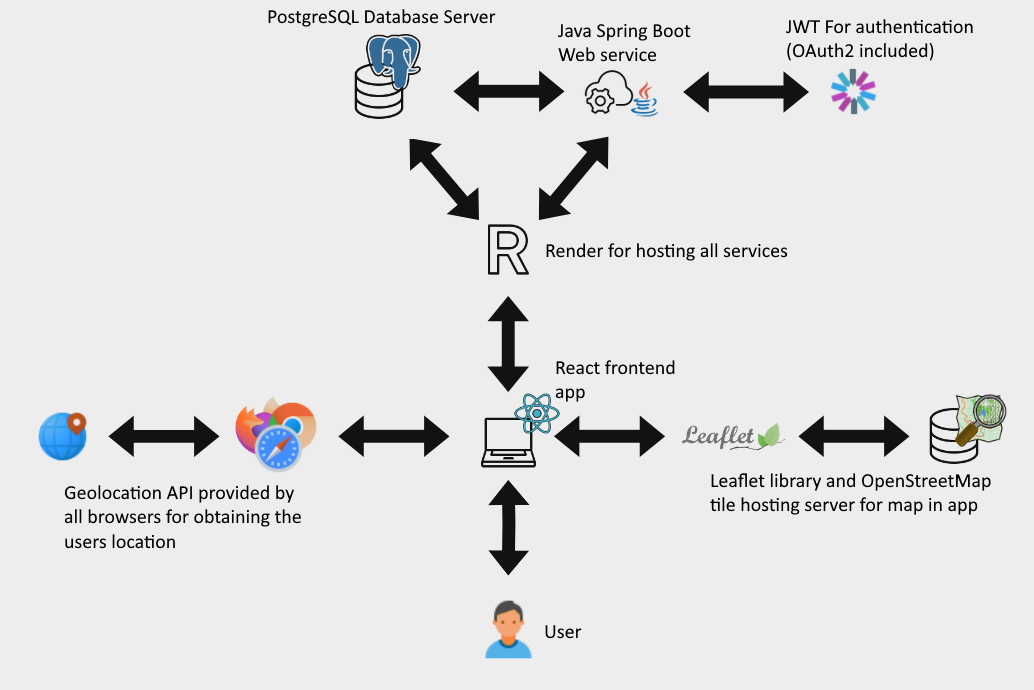 PostgreSQL Database Server
Java Spring Boot
Web service
JWT For authentication
(OAuth2 included)
R
Render for hosting all services
React frontend
app
Leaflet
Geolocation API provided by
all browsers for obtaining the
users location
Leaflet library and OpenStreetMap
tile hosting server for map in app
User